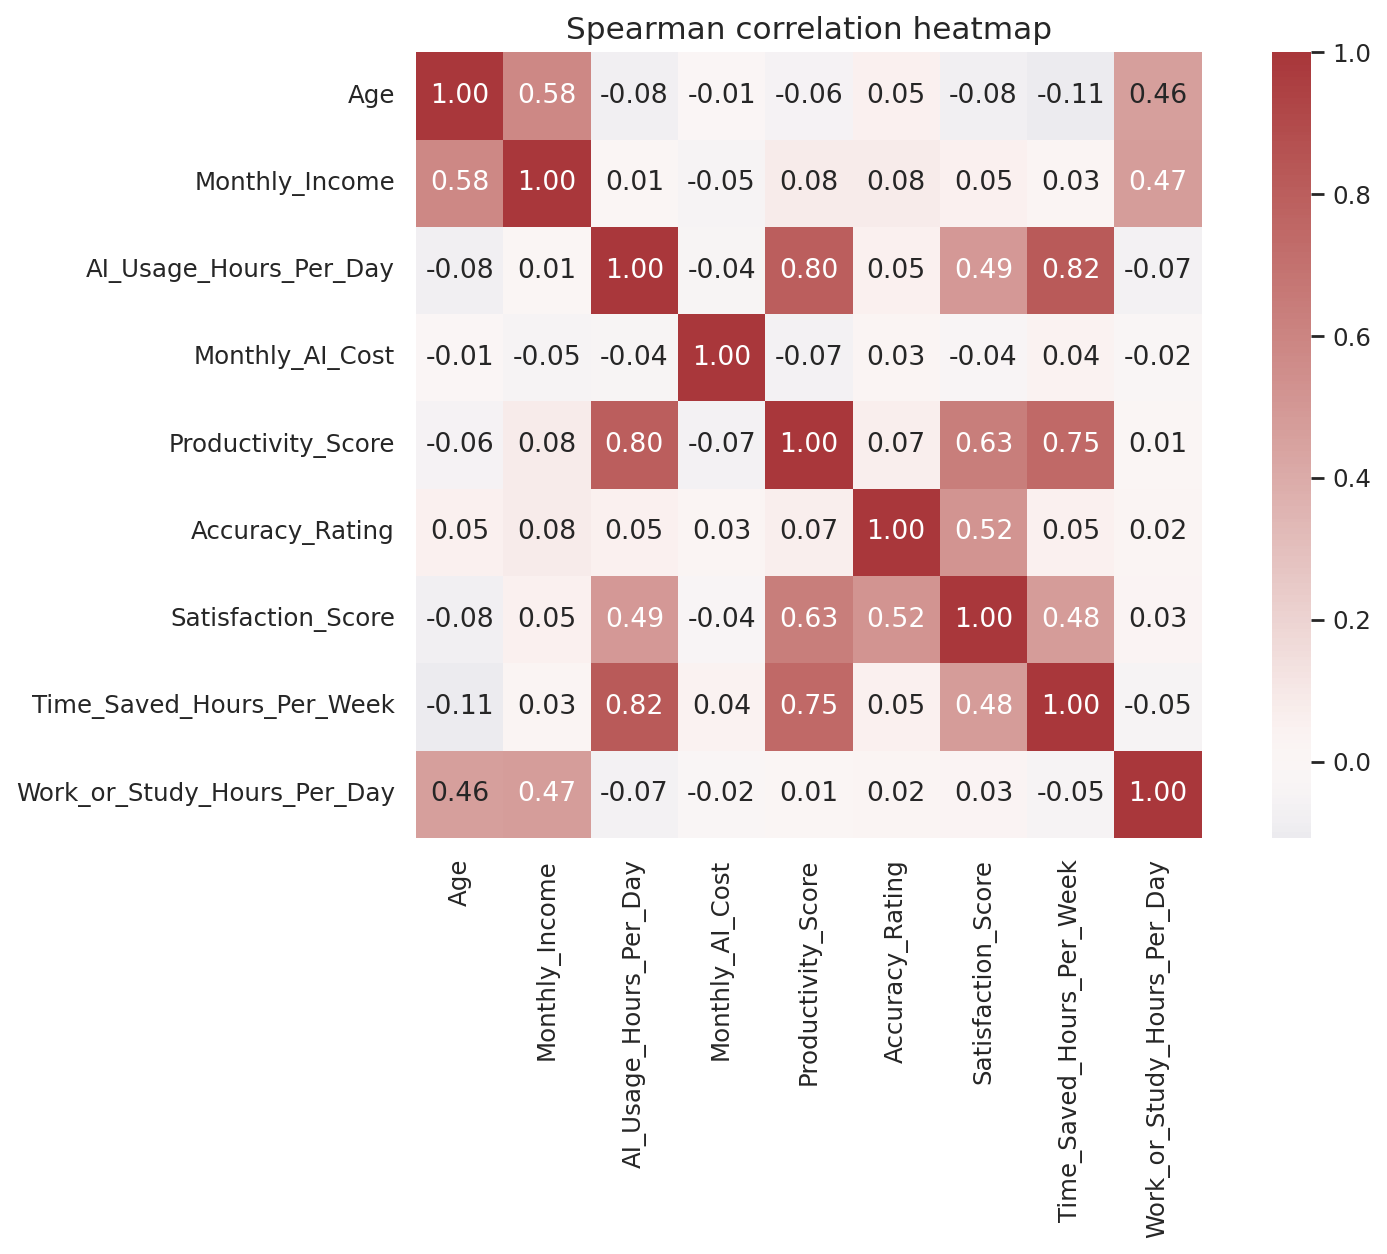 Spearman correlation heatmap
Age 1.00 0.58 -0.08 -0.01 -0.06 0.05 -0.08 -0.11 0.46
Monthly_Income 0.58 1.00 0.01 -0.05 0.08 0.08 0.05 0.03 0.47
AI_Usage_Hours_Per_Day -0.08 0.01 1.00 -0.04 0.80 0.05 0.49 0.82 -0.07
Monthly_AI_Cost -0.01 -0.05 -0.04 1.00 -0.07 0.03 -0.04 0.04 -0.02
Productivity_Score -0.06 0.08 0.80 -0.07 1.00 0.07 0.63 0.75 0.01
Accuracy_Rating 0.05 0.08 0.05 0.03 0.07 1.00 0.52 0.05 0.02
Satisfaction_Score -0.08 0.05 0.49 -0.04 0.63 0.52 1.00 0.48 0.03
Time_Saved_Hours_Per_Week -0.11 0.03 0.82 0.04 0.75 0.05 0.48 1.00 -0.05
Work_or_Study_Hours_Per_Day 0.46 0.47 -0.07 -0.02 0.01 0.02 0.03 -0.05 1.00
Age
Monthly_Income
AI_Usage_Hours_Per_Day
Monthly_AI_Cost
Productivity_Score
Accuracy_Rating
Satisfaction_Score
Time_Saved_Hours_Per_Week
Work_or_Study_Hours_Per_Day
1.0
0.8
0.6
0.4
0.2
0.0